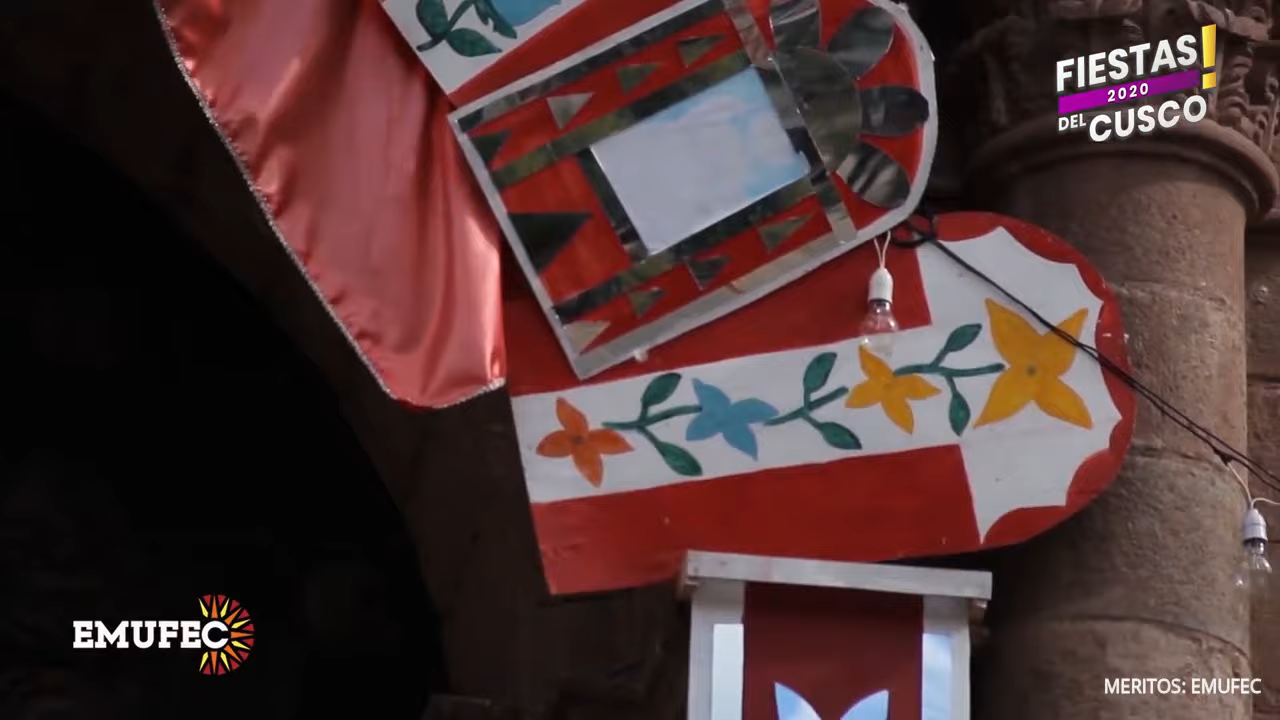 FIESTAS!
2020
DEL CUSCO
EMUFEC
MERITOS: EMUFEC